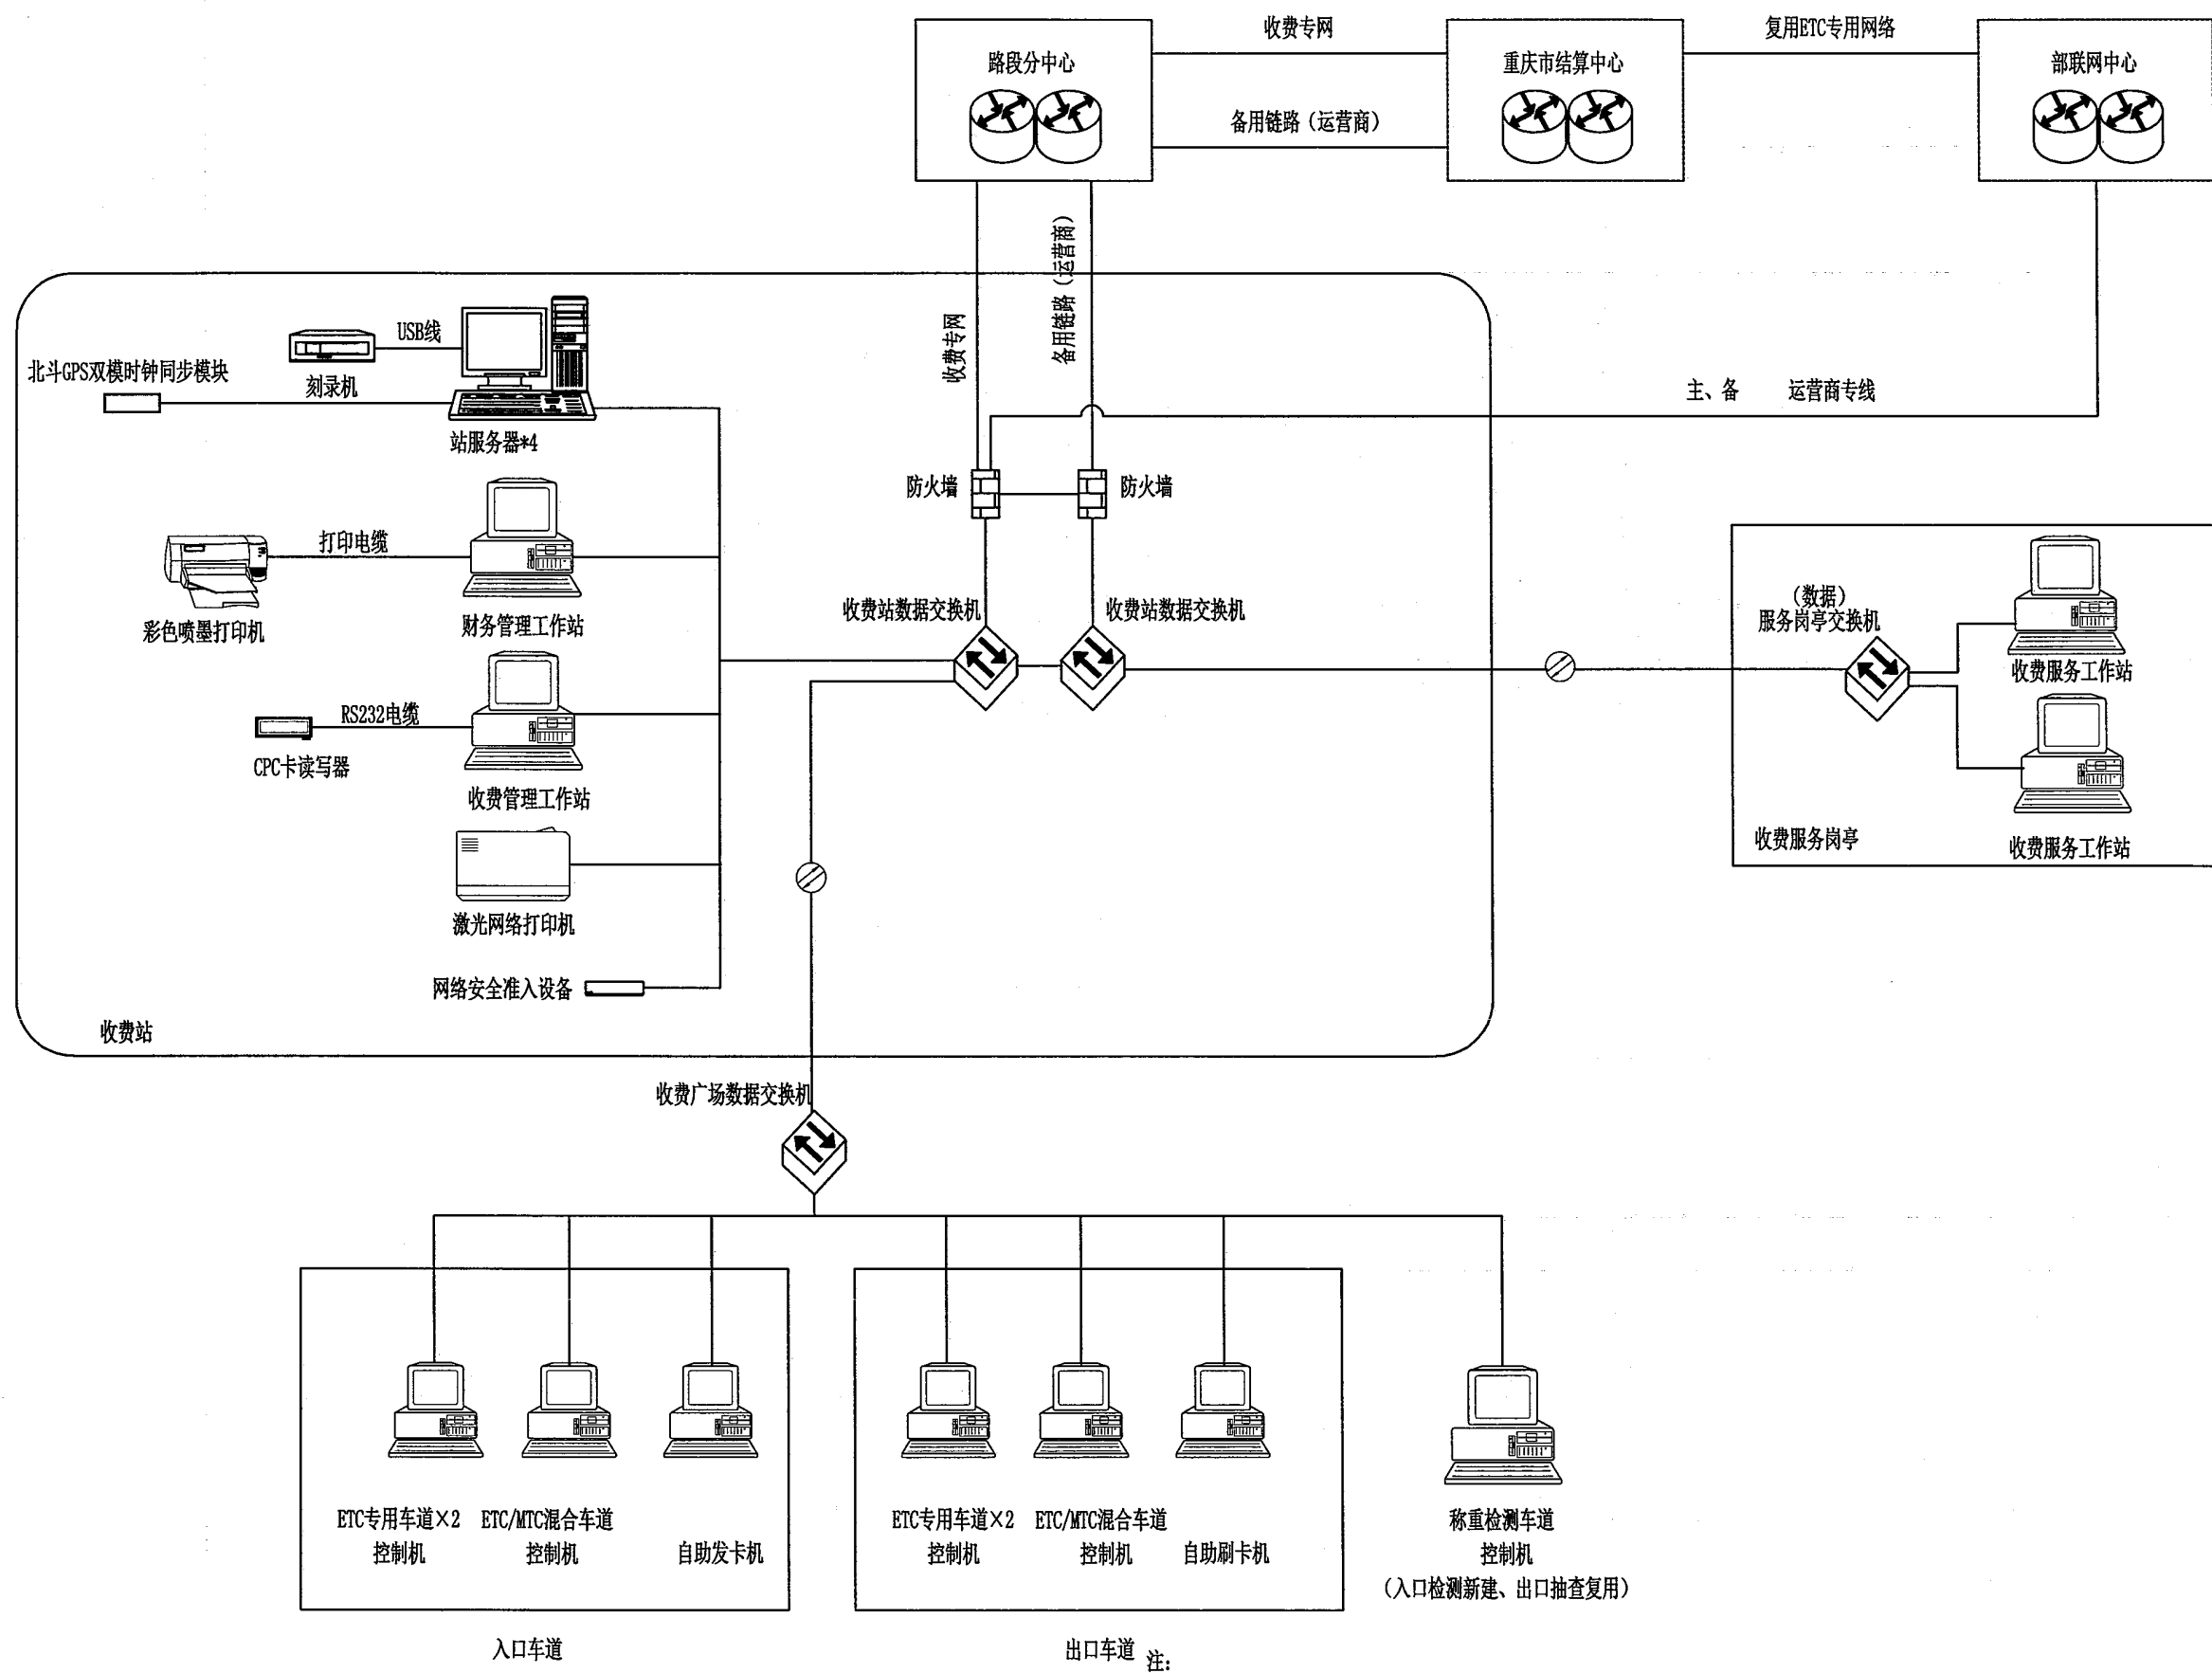 收费专网
复用ETC专用网络
路段分中心
重庆市结算中心
部联网中心
备用链路（运营商）
收费专网
备用链路（运营商）
USB线
刻录机
北斗GPS双模时钟同步模块
站服务器*4
主、备 运营商专线
防火墙
防火墙
打印电缆
彩色喷墨打印机
财务管理工作站
收费站数据交换机
收费站数据交换机
（数据）
服务岗亭交换机
收费服务工作站
RS232电缆
CPC卡读写器
收费管理工作站
收费服务岗亭
收费服务工作站
激光网络打印机
网络安全准入设备
收费站
收费广场数据交换机
ETC专用车道×2
控制机
ETC/MTC混合车道
控制机
自助发卡机
ETC专用车道×2
控制机
ETC/MTC混合车道
控制机
自助刷卡机
称重检测车道
控制机
（入口检测新建、出口抽查复用）
入口车道
出口车道
注：